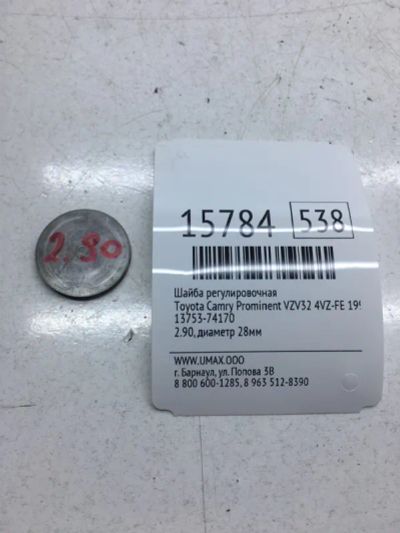 2.90
15784 538
Шайба регулировочная
Toyota Camry Prominent VZV32 4VZ-FE 199
13753-74170
2.90, диаметр 28мм
WWW.UMAX.OOO
г. Барнаул, ул. Попова 3В
8 800 600-1285, 8 963 512-8390